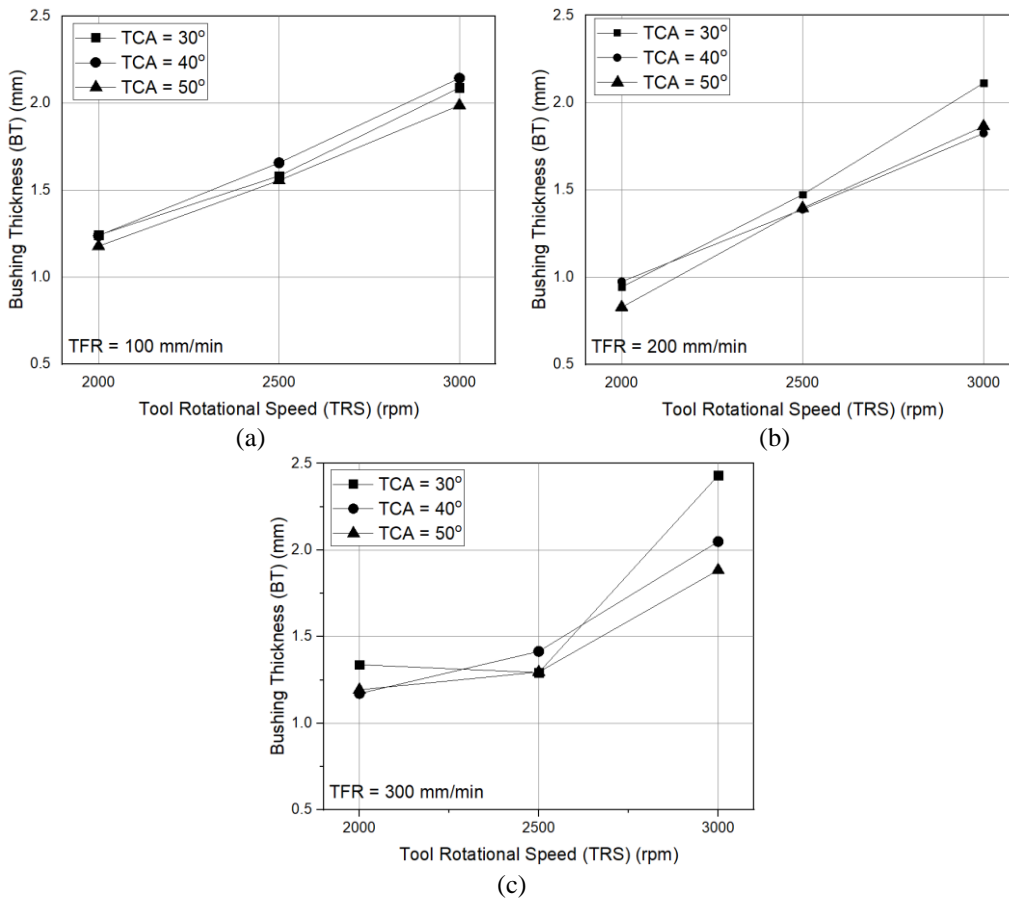 2.5
TCA = 30°
TCA = 40°
TCA = 50°
2.0
1.5
1.0
0.5
Bushing Thickness (BT) (mm)
TFR = 100 mm/min
2000 2500 3000
Tool Rotational Speed (TRS) (rpm)
(a)
2.5
TCA = 30°
TCA = 40°
TCA = 50°
2.0
1.5
1.0
0.5
Bushing Thickness (BT) (mm)
TFR = 200 mm/min
2000 2500 3000
Tool Rotational Speed (TRS) (rpm)
(b)
2.5
TCA = 30°
TCA = 40°
TCA = 50°
2.0
1.5
1.0
0.5
Bushing Thickness (BT) (mm)
TFR = 300 mm/min
2000 2500 3000
Tool Rotational Speed (TRS) (rpm)
(c)